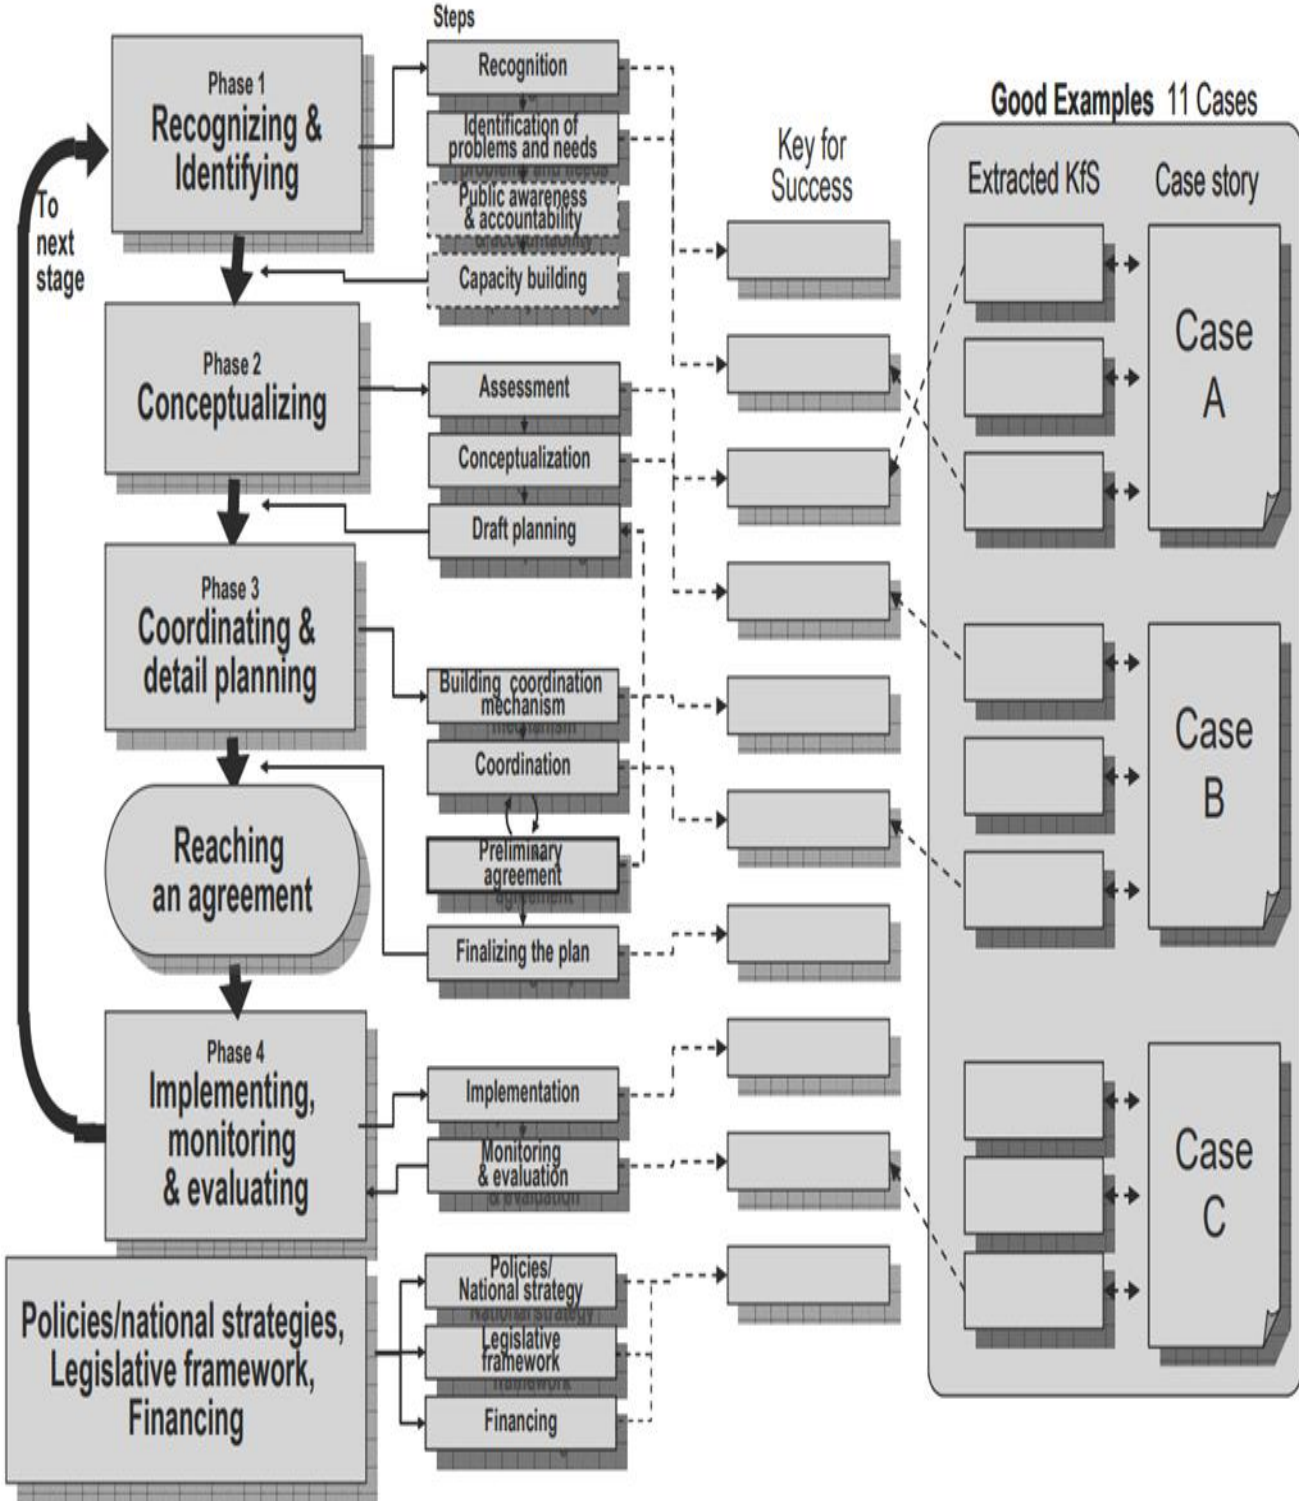 Steps
Phase 1
Recognizing &
Identifying
To
next
stage
Recognition
Identification of
problems and needs
Public awareness
& accountability
Capacity building
Phase 2
Conceptualizing
Assessment
Conceptualization
Draft planning
Phase 3
Coordinating &
detail planning
Building coordination
mechanism
Coordination
Preliminary
agreement
Finalizing the plan
Reaching
an agreement
Phase 4
Implementing,
monitoring
& evaluating
Implementation
Monitoring
& evaluation
Policies/national strategies,
Legislative framework,
Financing
Policies/
National strategy
Legislative
framework
Financing
Key for
Success
Good Examples 11 Cases
Extracted KfS
Case story
Case
A
Case
B
Case
C